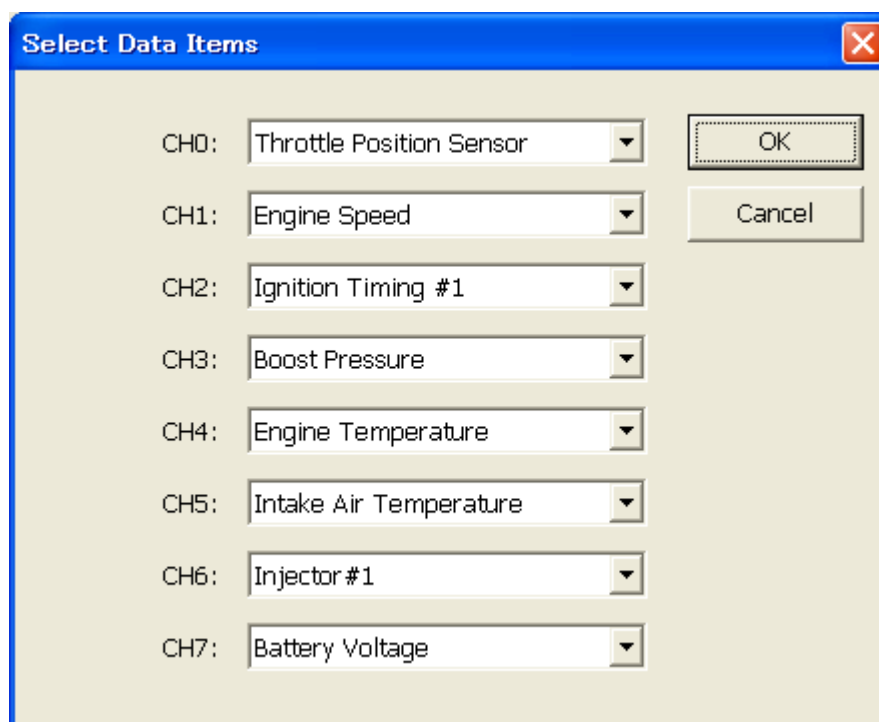 Select Data Items
CH0: Throttle Position Sensor OK
CH1: Engine Speed Cancel
CH2: Ignition Timing #1
CH3: Boost Pressure
CH4: Engine Temperature
CH5: Intake Air Temperature
CH6: Injector#1
CH7: Battery Voltage